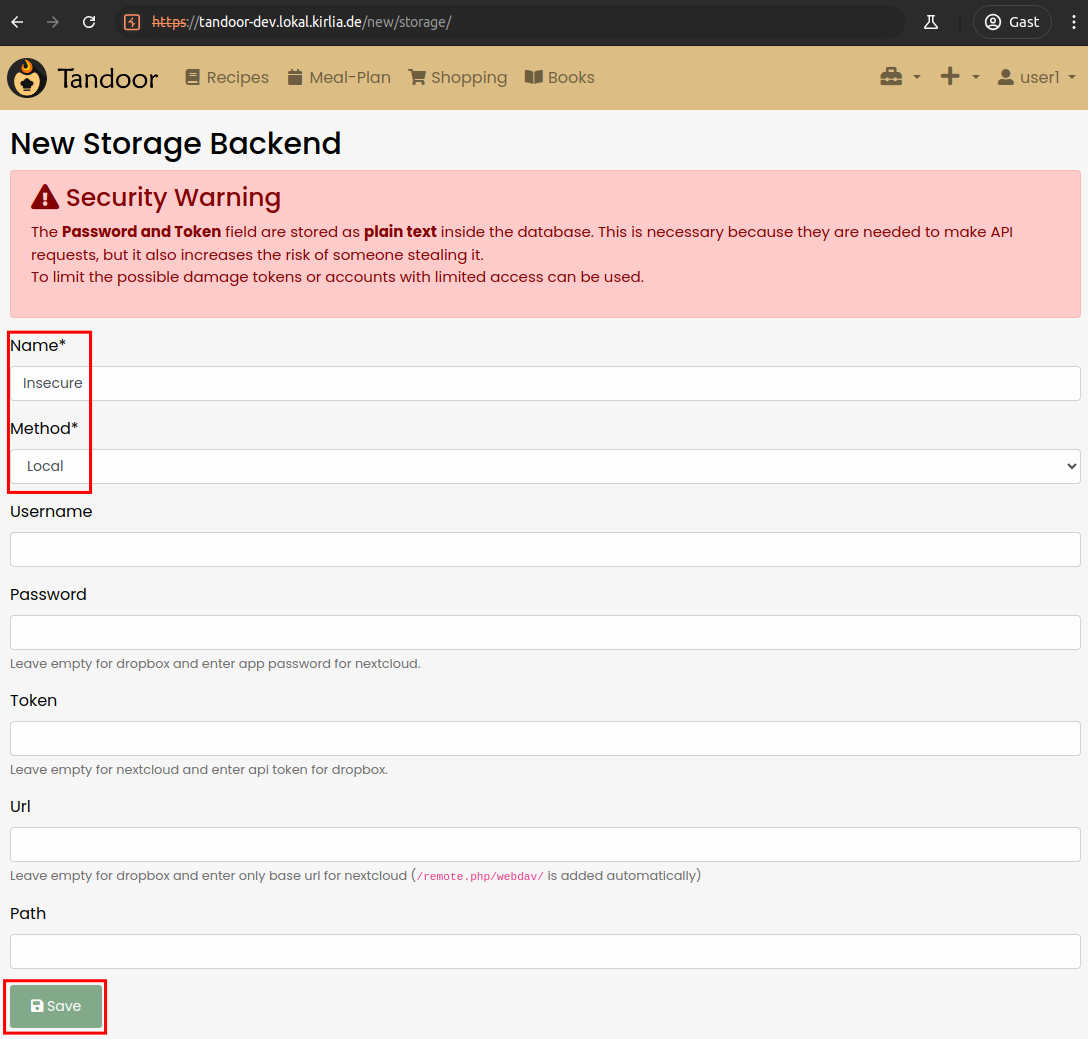 https://tandoor-dev.lokal.kirlia.de/new/storage/
Gast
Tandoor
Recipes
Meal-Plan
Shopping
Books
user1
New Storage Backend
Security Warning
The Password and Token field are stored as plain text inside the database. This is necessary because they are needed to make API
requests, but it also increases the risk of someone stealing it.
To limit the possible damage tokens or accounts with limited access can be used.
Name*
Insecure
Method*
Local
Username
Password
Leave empty for dropbox and enter app password for nextcloud.
Token
Leave empty for nextcloud and enter api token for dropbox.
Url
Leave empty for dropbox and enter only base url for nextcloud (/remote.php/webdav/ is added automatically)
Path
Save